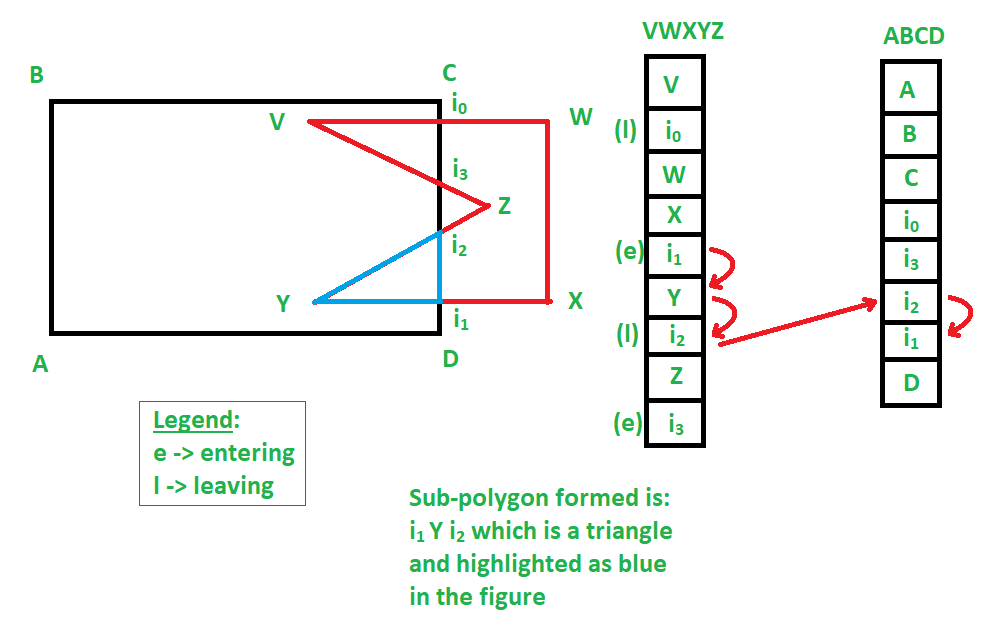 VWXYZ
ABCD
B
C
i₀
V
W
i₃
Z
i₂
Y
X
i₁
A
D
V
(l) i₀
W
X
(e) i₁
Y
(l) i₂
Z
(e) i₃
A
B
C
i₀
i₃
i₂
i₁
D
Legend:
e -> entering
l -> leaving
Sub-polygon formed is:
i₁ Y i₂ which is a triangle
and highlighted as blue
in the figure